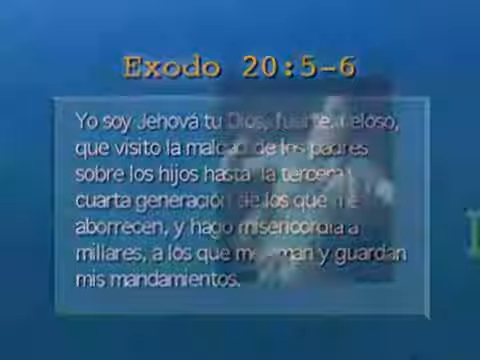 Exodo 20:5-6
Yo soy Jehová tu Dios, fuerte, celoso,
que visito la maldad de los padres
sobre los hijos hasta la tercera y
cuarta generación de los que me
aborrecen, y hago misericordia a
millares, a los que me aman y guardan
mis mandamientos.